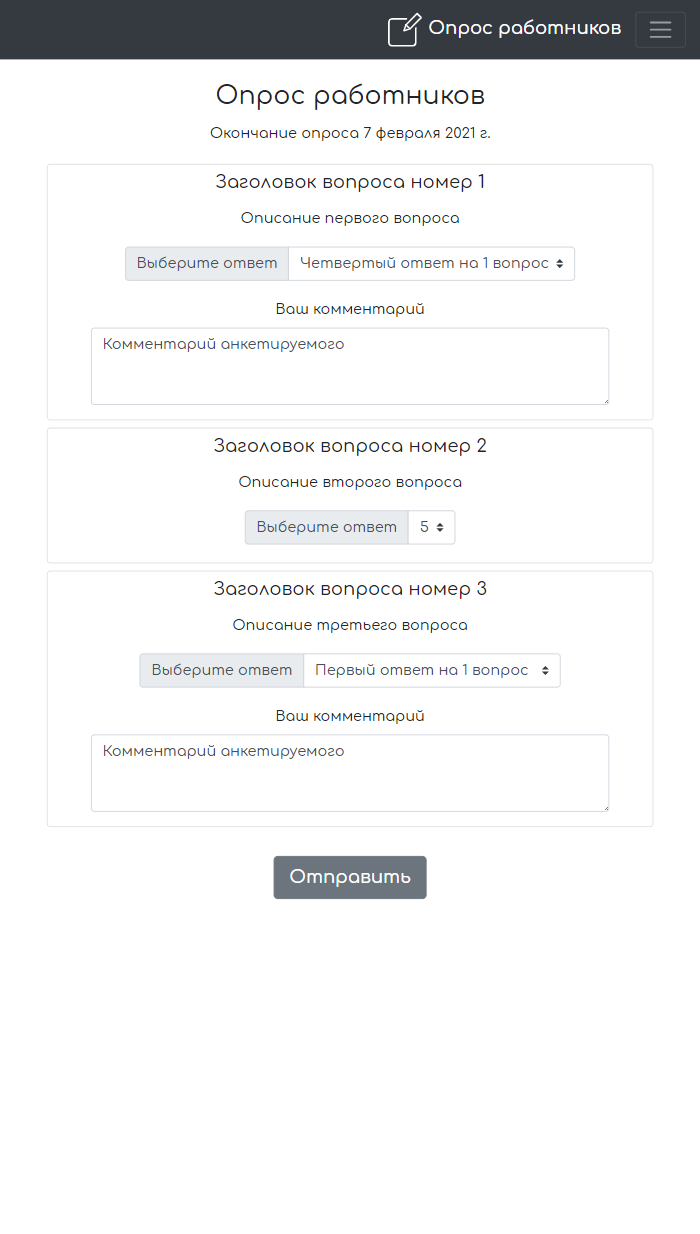 Опрос работников
Опрос работников
Окончание опроса 7 февраля 2021 г.
Заголовок вопроса номер 1
Описание первого вопроса
Выберите ответ Четвертый ответ на 1 вопрос
Ваш комментарий
Комментарий анкетируемого
Заголовок вопроса номер 2
Описание второго вопроса
Выберите ответ 5
Заголовок вопроса номер 3
Описание третьего вопроса
Выберите ответ Первый ответ на 1 вопрос
Ваш комментарий
Комментарий анкетируемого
Отправить